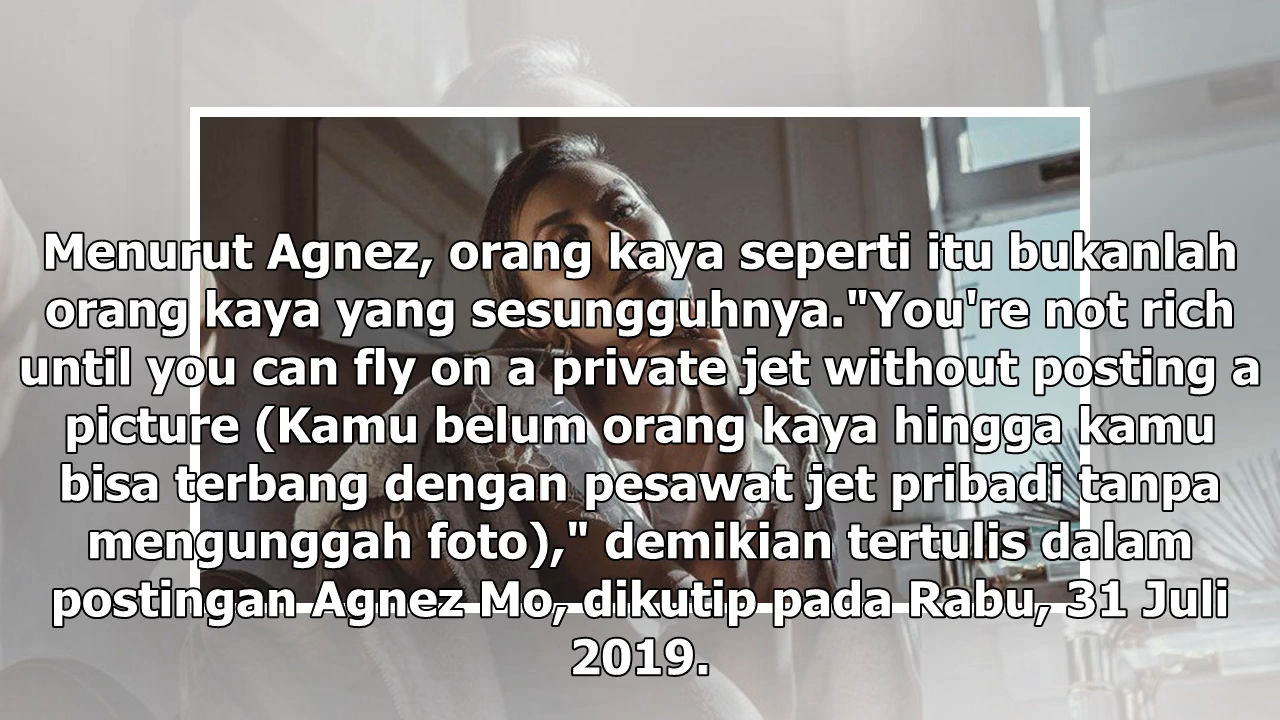 Menurut Agnez, orang kaya seperti itu bukanlah
orang kaya yang sesungguhnya."You're not rich
until you can fly on a private jet without posting a
picture (Kamu belum orang kaya hingga kamu
bisa terbang dengan pesawat jet pribadi tanpa
mengunggah foto)," demikian tertulis dalam
postingan Agnez Mo, dikutip pada Rabu, 31 Juli
2019.